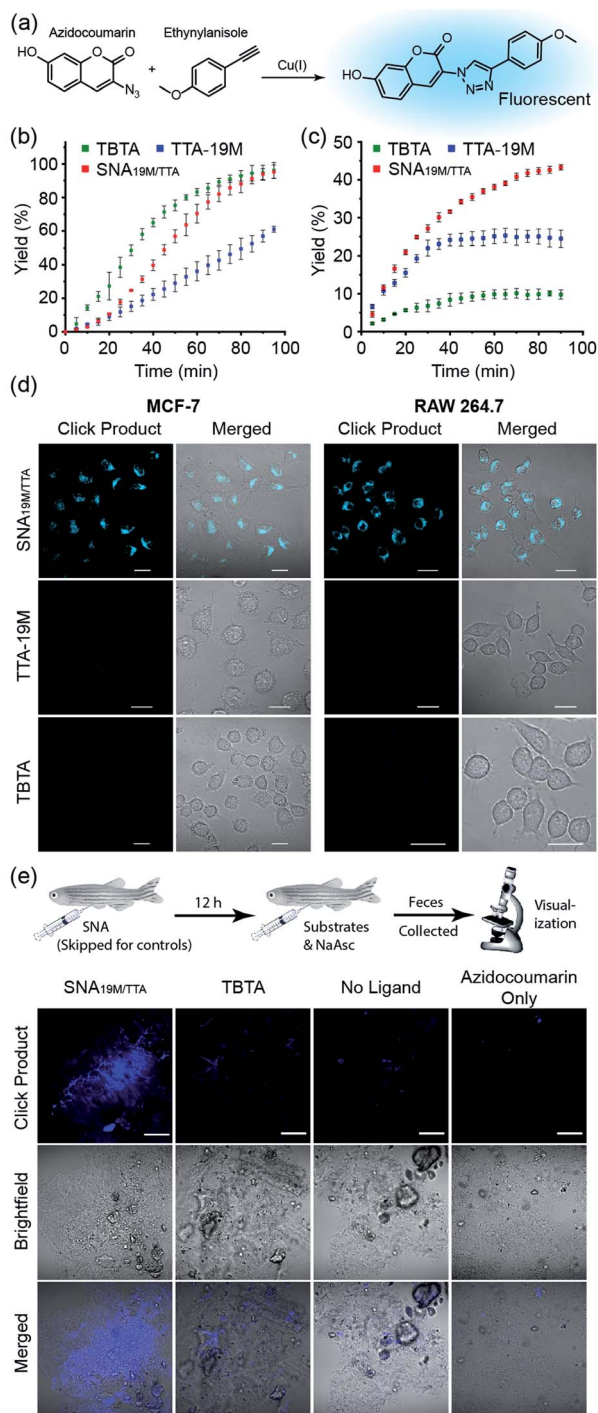 (a)
Azidocoumarin
Ethynylanisole
HO
O
O
N3
+
O
Cu(I)
HO
O
O
N
N
N
O
Fluorescent
(b)
TBTA
TTA-19M
SNA19M/TTA
Yield (%)
100
80
60
40
20
0
0
20
40
60
80
100
Time (min)
(c)
TBTA
TTA-19M
SNA19M/TTA
Yield (%)
50
40
30
20
10
0
0
20
40
60
80
100
Time (min)
(d)
MCF-7
RAW 264.7
Click Product
Merged
Click Product
Merged
SNA19M/TTA
TTA-19M
TBTA
(e)
SNA
(Skipped for controls)
12 h
Substrates
& NaAsc
Feces
Collected
Visual-
ization
SNA19M/TTA
TBTA
No Ligand
Azidocoumarin
Only
Click Product
Brightfield
Merged